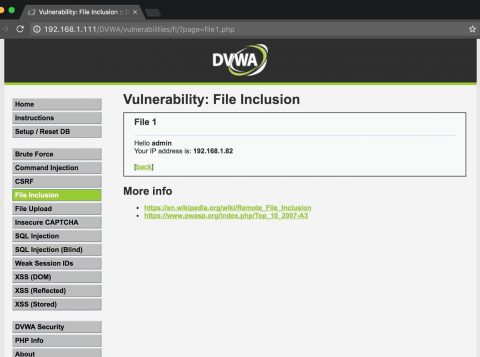 Vulnerability: File Inclusion :: D
192.168.1.111/DVWA/vulnerabilities/fi/?page=file1.php
DVWA
Home
Instructions
Setup / Reset DB
Brute Force
Command Injection
CSRF
File Inclusion
File Upload
Insecure CAPTCHA
SQL Injection
SQL Injection (Blind)
Weak Session IDs
XSS (DOM)
XSS (Reflected)
XSS (Stored)
DVWA Security
PHP Info
About
Vulnerability: File Inclusion
File 1
Hello admin
Your IP address is: 192.168.1.82
[back]
More info
https://en.wikipedia.org/wiki/Remote_File_Inclusion
https://www.owasp.org/index.php/Top_10_2007-A3